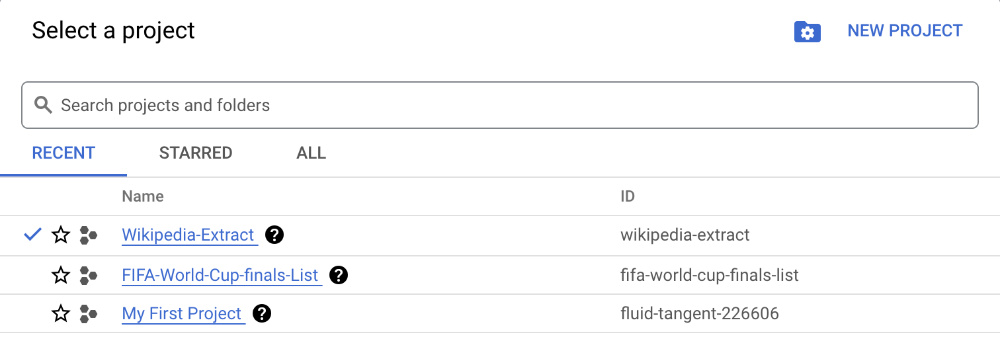 Select a project
NEW PROJECT
Search projects and folders
RECENT STARRED ALL
Name ID
Wikipedia-Extract ? wikipedia-extract
FIFA-World-Cup-finals-List ? fifa-world-cup-finals-list
My First Project ? fluid-tangent-226606